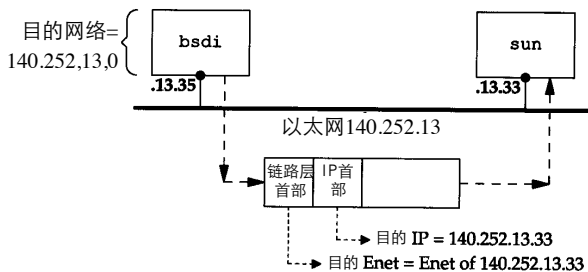 目的网络=
140.252,13,0
bsdi
sun
.13.35
.13.33
以太网140.252.13
链路层
首部
IP首
部
目的 IP = 140.252.13.33
目的 Enet = Enet of 140.252.13.33